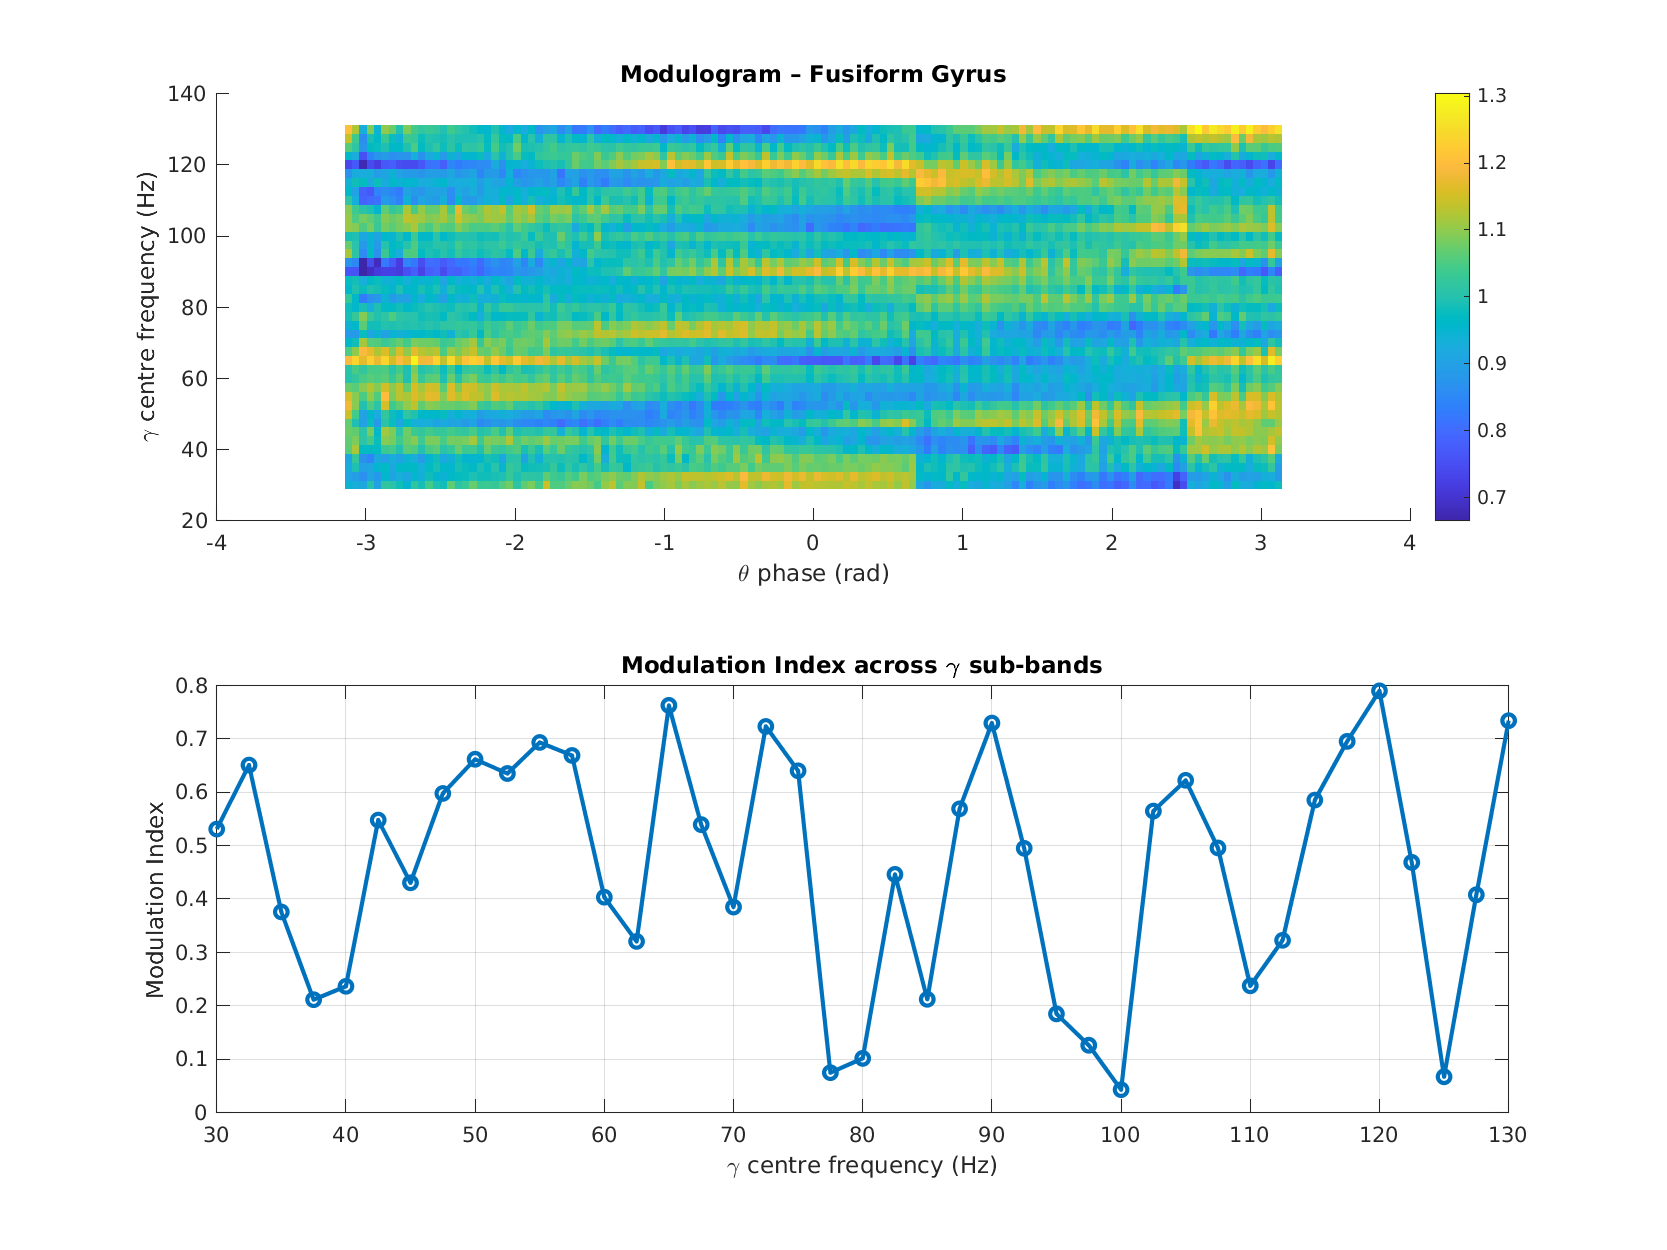 Modulogram – Fusiform Gyrus
γ centre frequency (Hz)
140
120
100
80
60
40
20
-4 -3 -2 -1 0 1 2 3 4
θ phase (rad)
1.3
1.2
1.1
1
0.9
0.8
0.7
Modulation Index across γ sub-bands
Modulation Index
0.8
0.7
0.6
0.5
0.4
0.3
0.2
0.1
0
30 40 50 60 70 80 90 100 110 120 130
γ centre frequency (Hz)